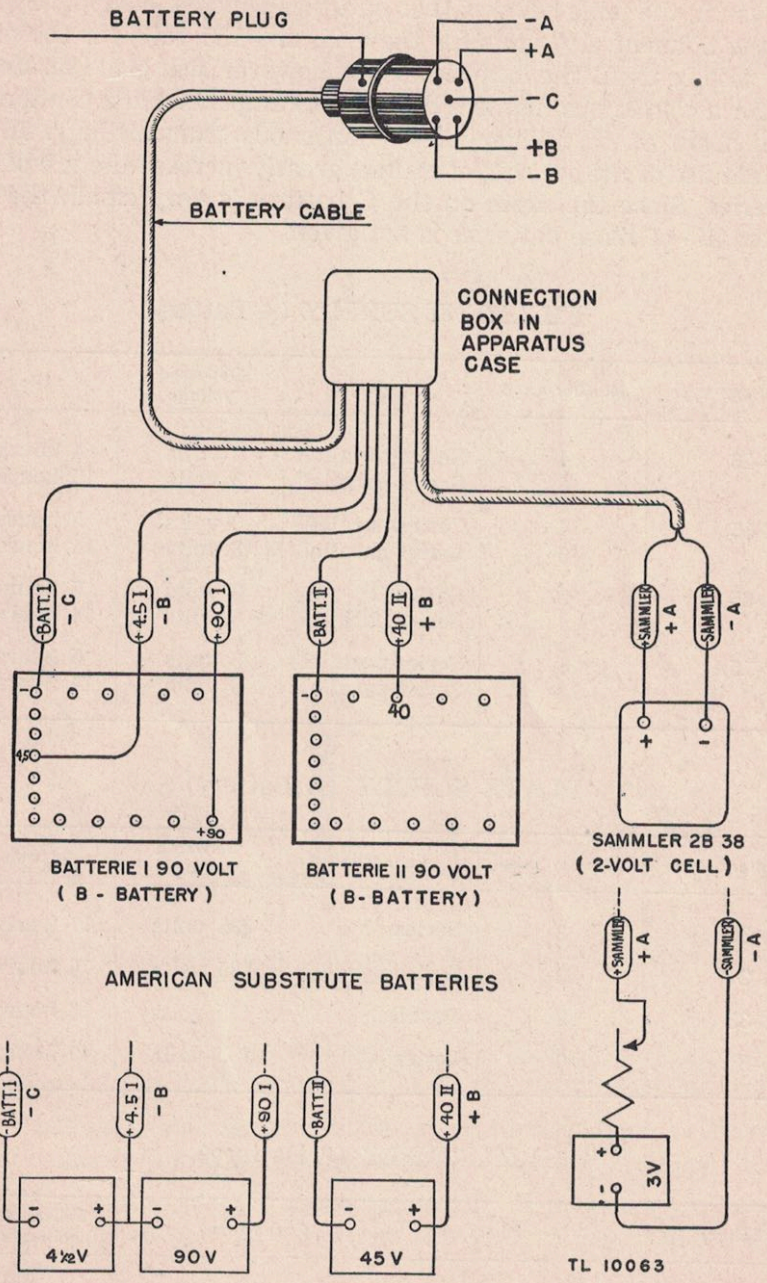 BATTERY PLUG
-A
+A
-C
+B
-B
BATTERY CABLE
CONNECTION
BOX IN
APPARATUS
CASE
-BATT.I
- C
+4.5 I
- B
+90 I
-BATT.II
+40 II
+ B
+SAMMLER
+ A
-SAMMLER
- A
-
4,5
+90
-
40
+
-
BATTERIE I 90 VOLT
( B - BATTERY )
BATTERIE II 90 VOLT
( B- BATTERY )
SAMMLER 2B 38
( 2-VOLT CELL )
+SAMMLER
+ A
-SAMMLER
- A
AMERICAN SUBSTITUTE BATTERIES
-BATT.I
- C
+ 4.5 I
- B
+90 I
-BATT.II
+ 40 II
+ B
- +
4½V
- +
90 V
- +
45 V
+
-
3V
TL 10063